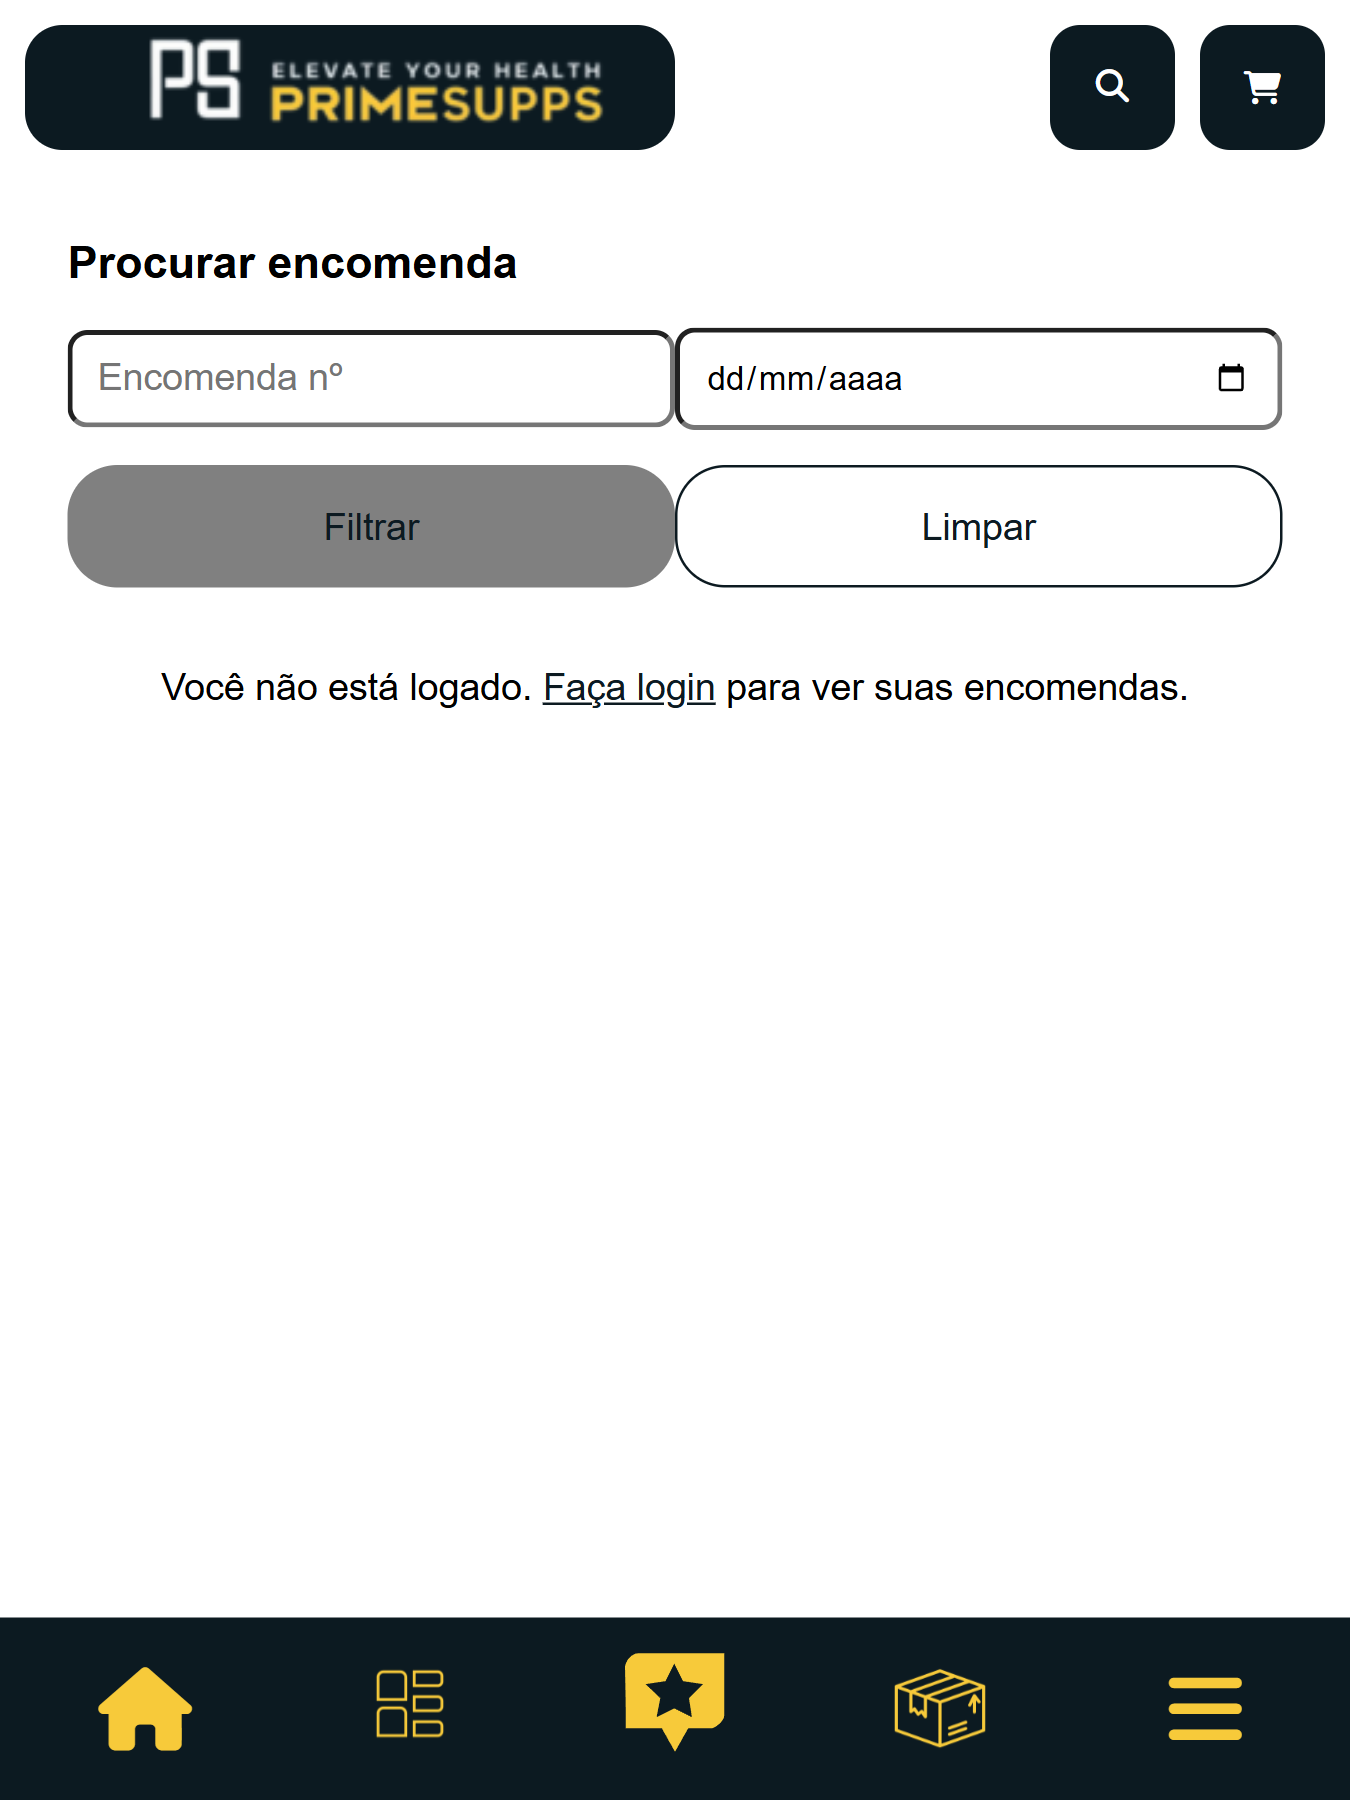 PS
ELEVATE YOUR HEALTH
PRIMESUPPS
Procurar encomenda
Encomenda nº
dd/mm/aaaa
Filtrar
Limpar
Você não está logado. Faça login para ver suas encomendas.